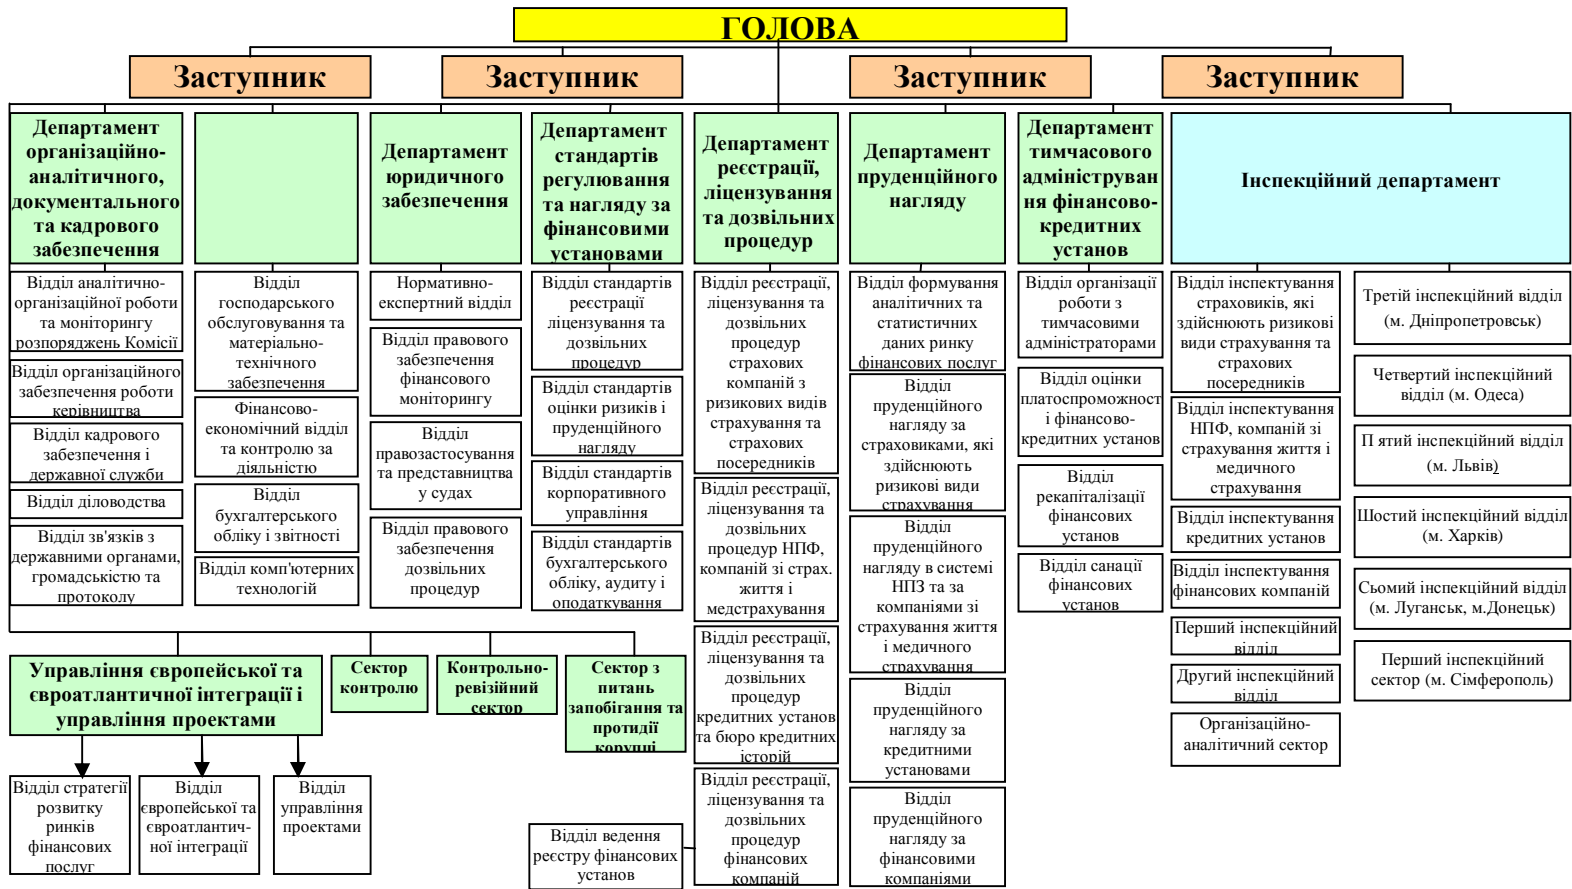 ГОЛОВА
Заступник
Заступник
Заступник
Заступник
Департамент
організаційно-
аналітичного,
документального
та кадрового
забезпечення
Департамент
юридичного
забезпечення
Департамент
стандартів
регулювання
та нагляду за
фінансовими
установами
Департамент
реєстрації,
ліцензування
та дозвільних
процедур
Департамент
пруденційного
нагляду
Департамент
тимчасового
адмініструван
ня фінансово-
кредитних
установ
Інспекційний департамент
Відділ аналітично-
організаційної роботи
та моніторингу
розпоряджень Комісії
Відділ організаційного
забезпечення роботи
керівництва
Відділ кадрового
забезпечення і
державної служби
Відділ діловодства
Відділ зв'язків з
державними органами,
громадськістю та
протоколу
Відділ
господарського
обслуговування та
матеріально-
технічного
забезпечення
Фінансово-
економічний відділ
та контролю за
діяльністю
Відділ
бухгалтерського
обліку і звітності
Відділ комп'ютерних
технологій
Нормативно-
експертний відділ
Відділ правового
забезпечення
фінансового
моніторингу
Відділ
правозастосування
та представництва
у судах
Відділ правового
забезпечення
дозвільних
процедур
Відділ стандартів
реєстрації
ліцензування та
дозвільних
процедур
Відділ стандартів
оцінки ризиків і
пруденційного
нагляду
Відділ стандартів
корпоративного
управління
Відділ стандартів
бухгалтерського
обліку, аудиту і
оподаткування
Відділ реєстрації,
ліцензування та
дозвільних
процедур
страхових
компаній з
ризикових видів
страхування та
страхових
посередників
Відділ реєстрації,
ліцензування та
дозвільних
процедур НПФ,
компаній зі страх.
життя і
медстрахування
Відділ реєстрації,
ліцензування та
дозвільних
процедур
кредитних установ
та бюро кредитних
історій
Відділ реєстрації,
ліцензування та
дозвільних
процедур
фінансових
компаній
Відділ ведення
реєстру фінансових
установ
Відділ формування
аналітичних та
статистичних
даних ринку
фінансових послуг
Відділ
пруденційного
нагляду за
страховиками, які
здійснюють
ризикові види
страхування
Відділ
пруденційного
нагляду в системі
НПЗ та за
компаніями зі
страхування життя
і медичного
страхування
Відділ
пруденційного
нагляду за
кредитними
установами
Відділ
пруденційного
нагляду за
фінансовими
компаніями
Відділ організації
роботи з
тимчасовими
адміністраторами
Відділ оцінки
платоспроможност
і фінансово-
кредитних установ
Відділ
рекапіталізації
фінансових
установ
Відділ санації
фінансових
установ
Відділ інспектування
страховиків, які
здійснюють ризикові
види страхування та
страхових
посередників
Відділ інспектування
НПФ, компаній зі
страхування життя і
медичного
страхування
Відділ інспектування
кредитних установ
Відділ інспектування
фінансових компаній
Перший інспекційний
відділ
Другий інспекційний
відділ
Організаційно-
аналітичний сектор
Третій інспекційний відділ
(м. Дніпропетровськ)
Четвертий інспекційний
відділ (м. Одеса)
П ятий інспекційний відділ
(м. Львів)
Шостий інспекційний відділ
(м. Харків)
Сьомий інспекційний відділ
(м. Луганськ, м.Донецьк)
Перший інспекційний
сектор (м. Сімферополь)
Управління європейської та
євроатлантичної інтеграції і
управління проектами
Сектор
контролю
Контрольно-
ревізійний
сектор
Сектор з
питань
запобігання та
протидії
корупції
Відділ стратегії
розвитку
ринків
фінансових
послуг
Відділ
європейської та
євроатлантич-
ної інтеграції
Відділ
управління
проектами